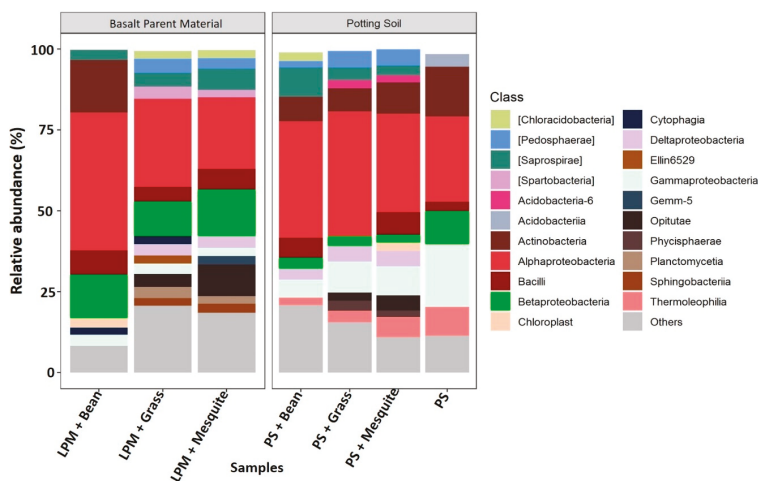 Basalt Parent Material
Potting Soil
Relative abundance (%)
100
75
50
25
0
LPM + Bean
LPM + Grass
LPM + Mesquite
PS + Bean
PS + Grass
PS + Mesquite
PS
Samples
Class
[Chloracidobacteria]
[Pedosphaerae]
[Saprospirae]
[Spartobacteria]
Acidobacteria-6
Acidobacteriia
Actinobacteria
Alphaproteobacteria
Bacilli
Betaproteobacteria
Chloroplast
Cytophagia
Deltaproteobacteria
Ellin6529
Gammaproteobacteria
Gemm-5
Opitutae
Phycisphaerae
Planctomycetia
Sphingobacteriia
Thermoleophilia
Others